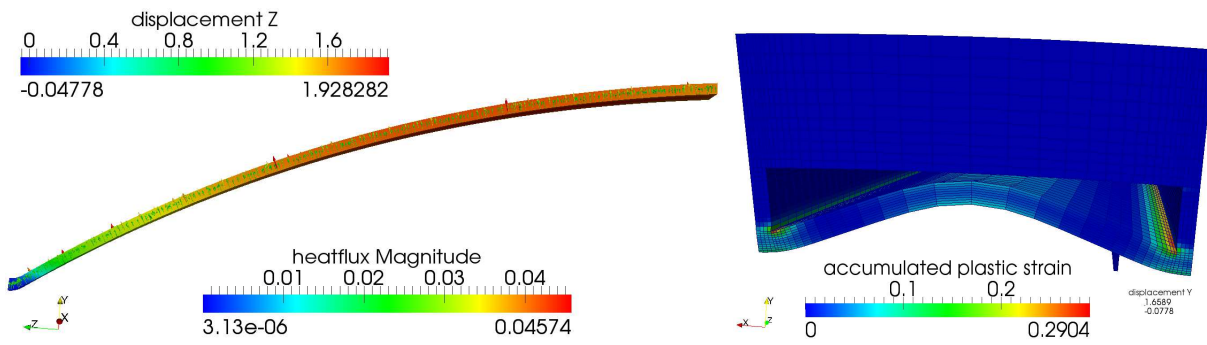 displacement Z
0 0.4 0.8 1.2 1.6
-0.04778 1.928282
heatflux Magnitude
0.01 0.02 0.03 0.04
3.13e-06 0.04574
Y
Z X
accumulated plastic strain
0.1 0.2
0 0.2904
displacement Y
1.6589
-0.0778
Y
X Z